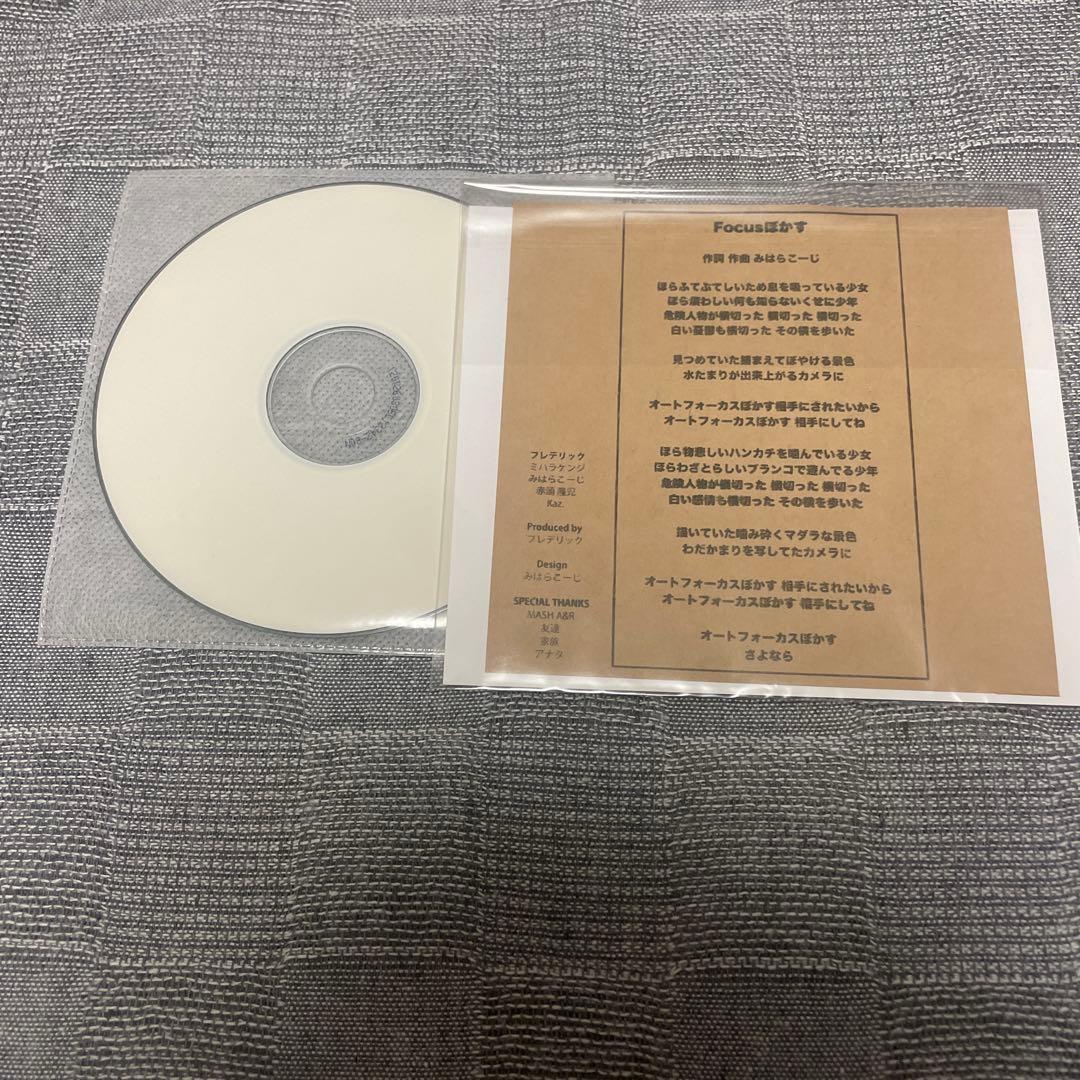 Focusぼかす
作詞 作曲 みはらこーじ
ほらふてぶてしいため息を吸っている少女
ほら煩わしい何も知らないくせに少年
危険人物が横切った 横切った 横切った
白い憂鬱も横切った その横を歩いた
見つめていた捕まえてぼやける景色
水たまりが出来上がるカメラに
オートフォーカスぼかす相手にされたいから
オートフォーカスぼかす 相手にしてね
ほら物悲しいハンカチを噛んでいる少女
ほらわざとらしいブランコで遊んでる少年
危険人物が横切った 横切った 横切った
白い感情も横切った その横を歩いた
描いていた噛み砕くマダラな景色
わだかまりを写してたカメラに
オートフォーカスぼかす 相手にされたいから
オートフォーカスぼかす 相手にしてね
オートフォーカスぼかす
さよなら
フレデリック
ミハラケンジ
みはらこーじ
赤頭 隆児
Kaz.
Produced by
フレデリック
Design
みはらこーじ
SPECIAL THANKS
MASH A&R
友達
家族
アナタ